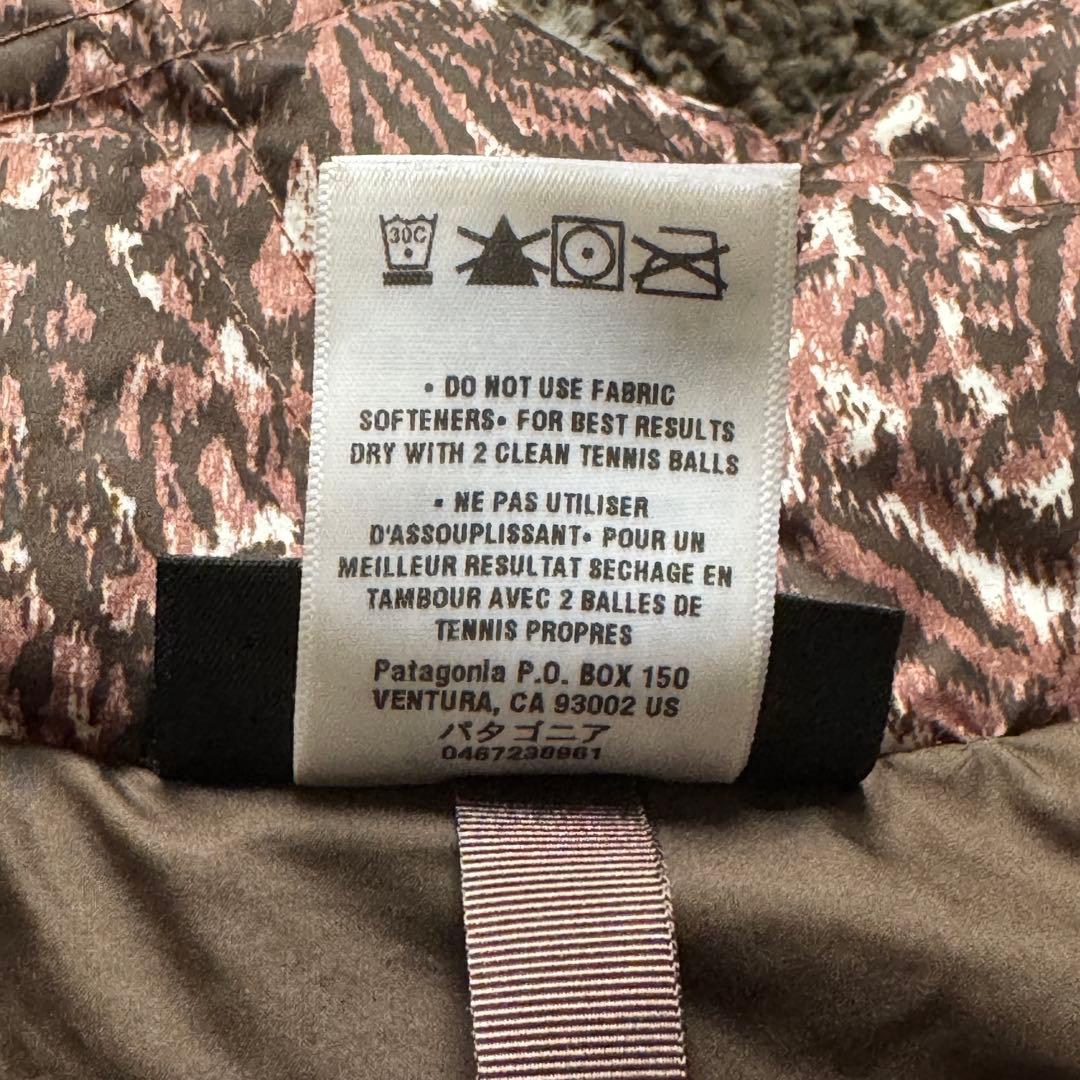 30C
• DO NOT USE FABRIC
SOFTENERS• FOR BEST RESULTS
DRY WITH 2 CLEAN TENNIS BALLS
• NE PAS UTILISER
D'ASSOUPLISSANT• POUR UN
MEILLEUR RESULTAT SECHAGE EN
TAMBOUR AVEC 2 BALLES DE
TENNIS PROPRES
Patagonia P.O. BOX 150
VENTURA, CA 93002 US
パタゴニア
0467238961